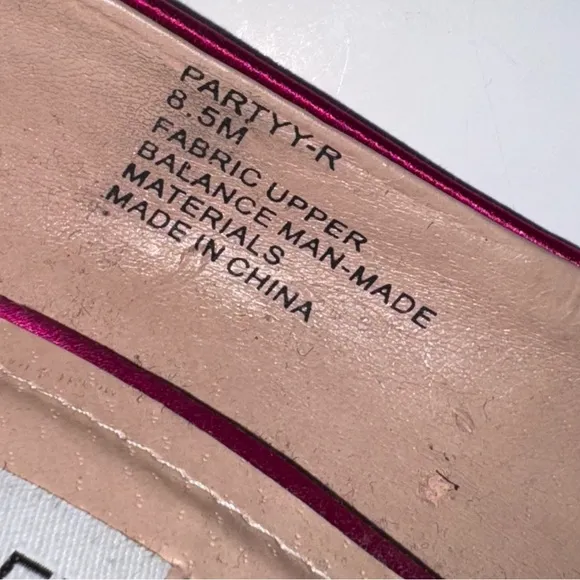 PARTYY-R
8.5M
FABRIC UPPER
BALANCE MAN-MADE
MATERIALS
MADE IN CHINA